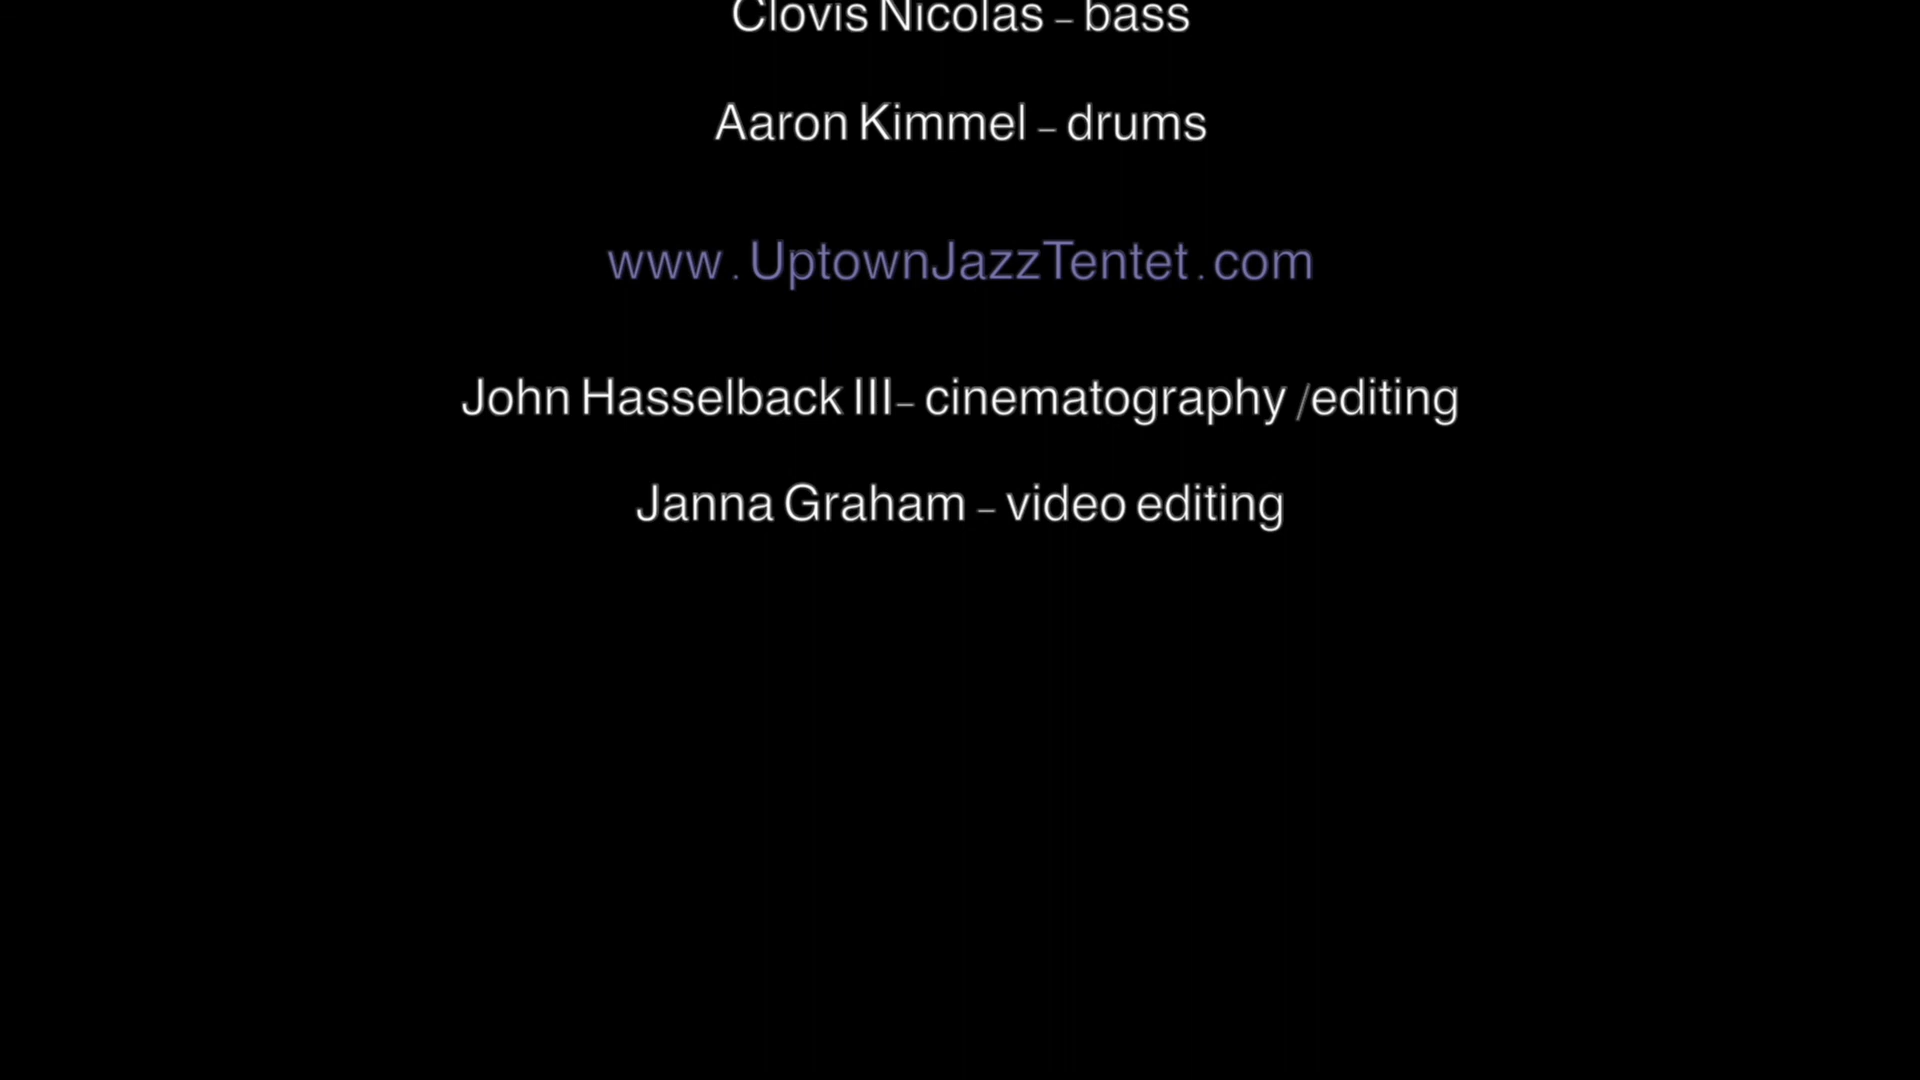 Clovis Nicolas – bass
Aaron Kimmel – drums
www.UptownJazzTentet.com
John Hasselback III– cinematography /editing
Janna Graham – video editing